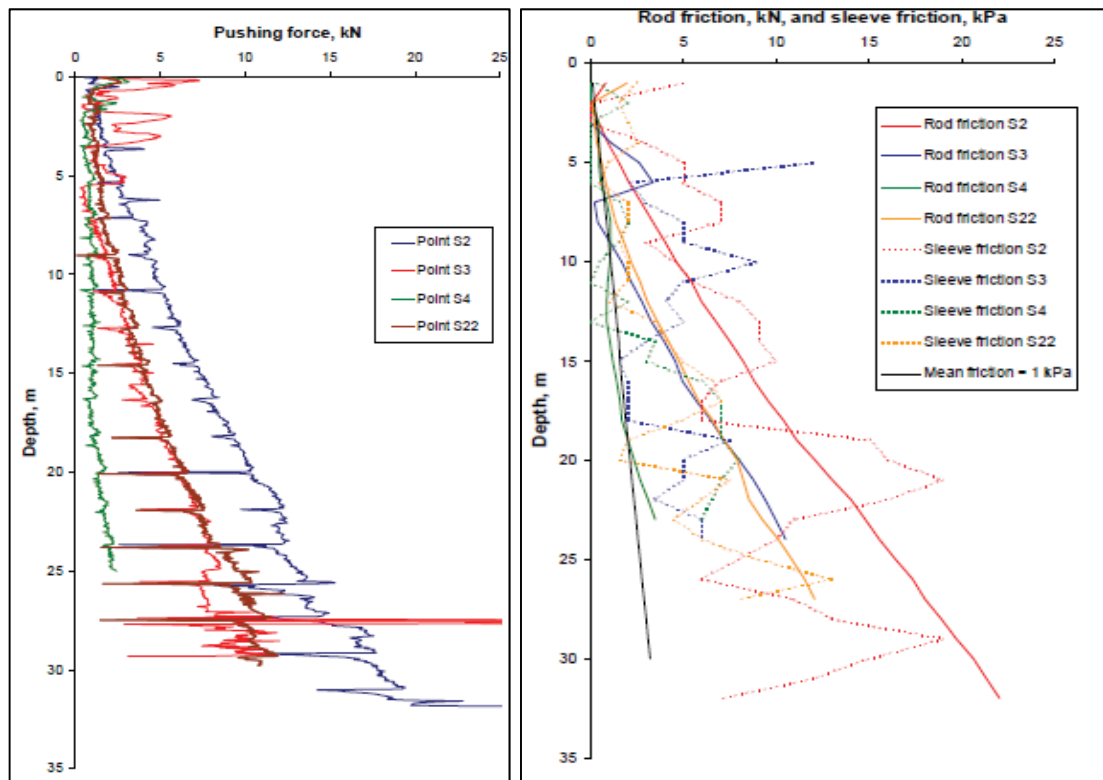 Pushing force, kN
0 5 10 15 20 25
0
5
10
15
20
25
30
35
Depth, m
Point S2
Point S3
Point S4
Point S22
Rod friction, kN, and sleeve friction, kPa
0 5 10 15 20 25
0
5
10
15
20
25
30
35
Depth, m
Rod friction S2
Rod friction S3
Rod friction S4
Rod friction S22
Sleeve friction S2
Sleeve friction S3
Sleeve friction S4
Sleeve friction S22
Mean friction = 1 kPa